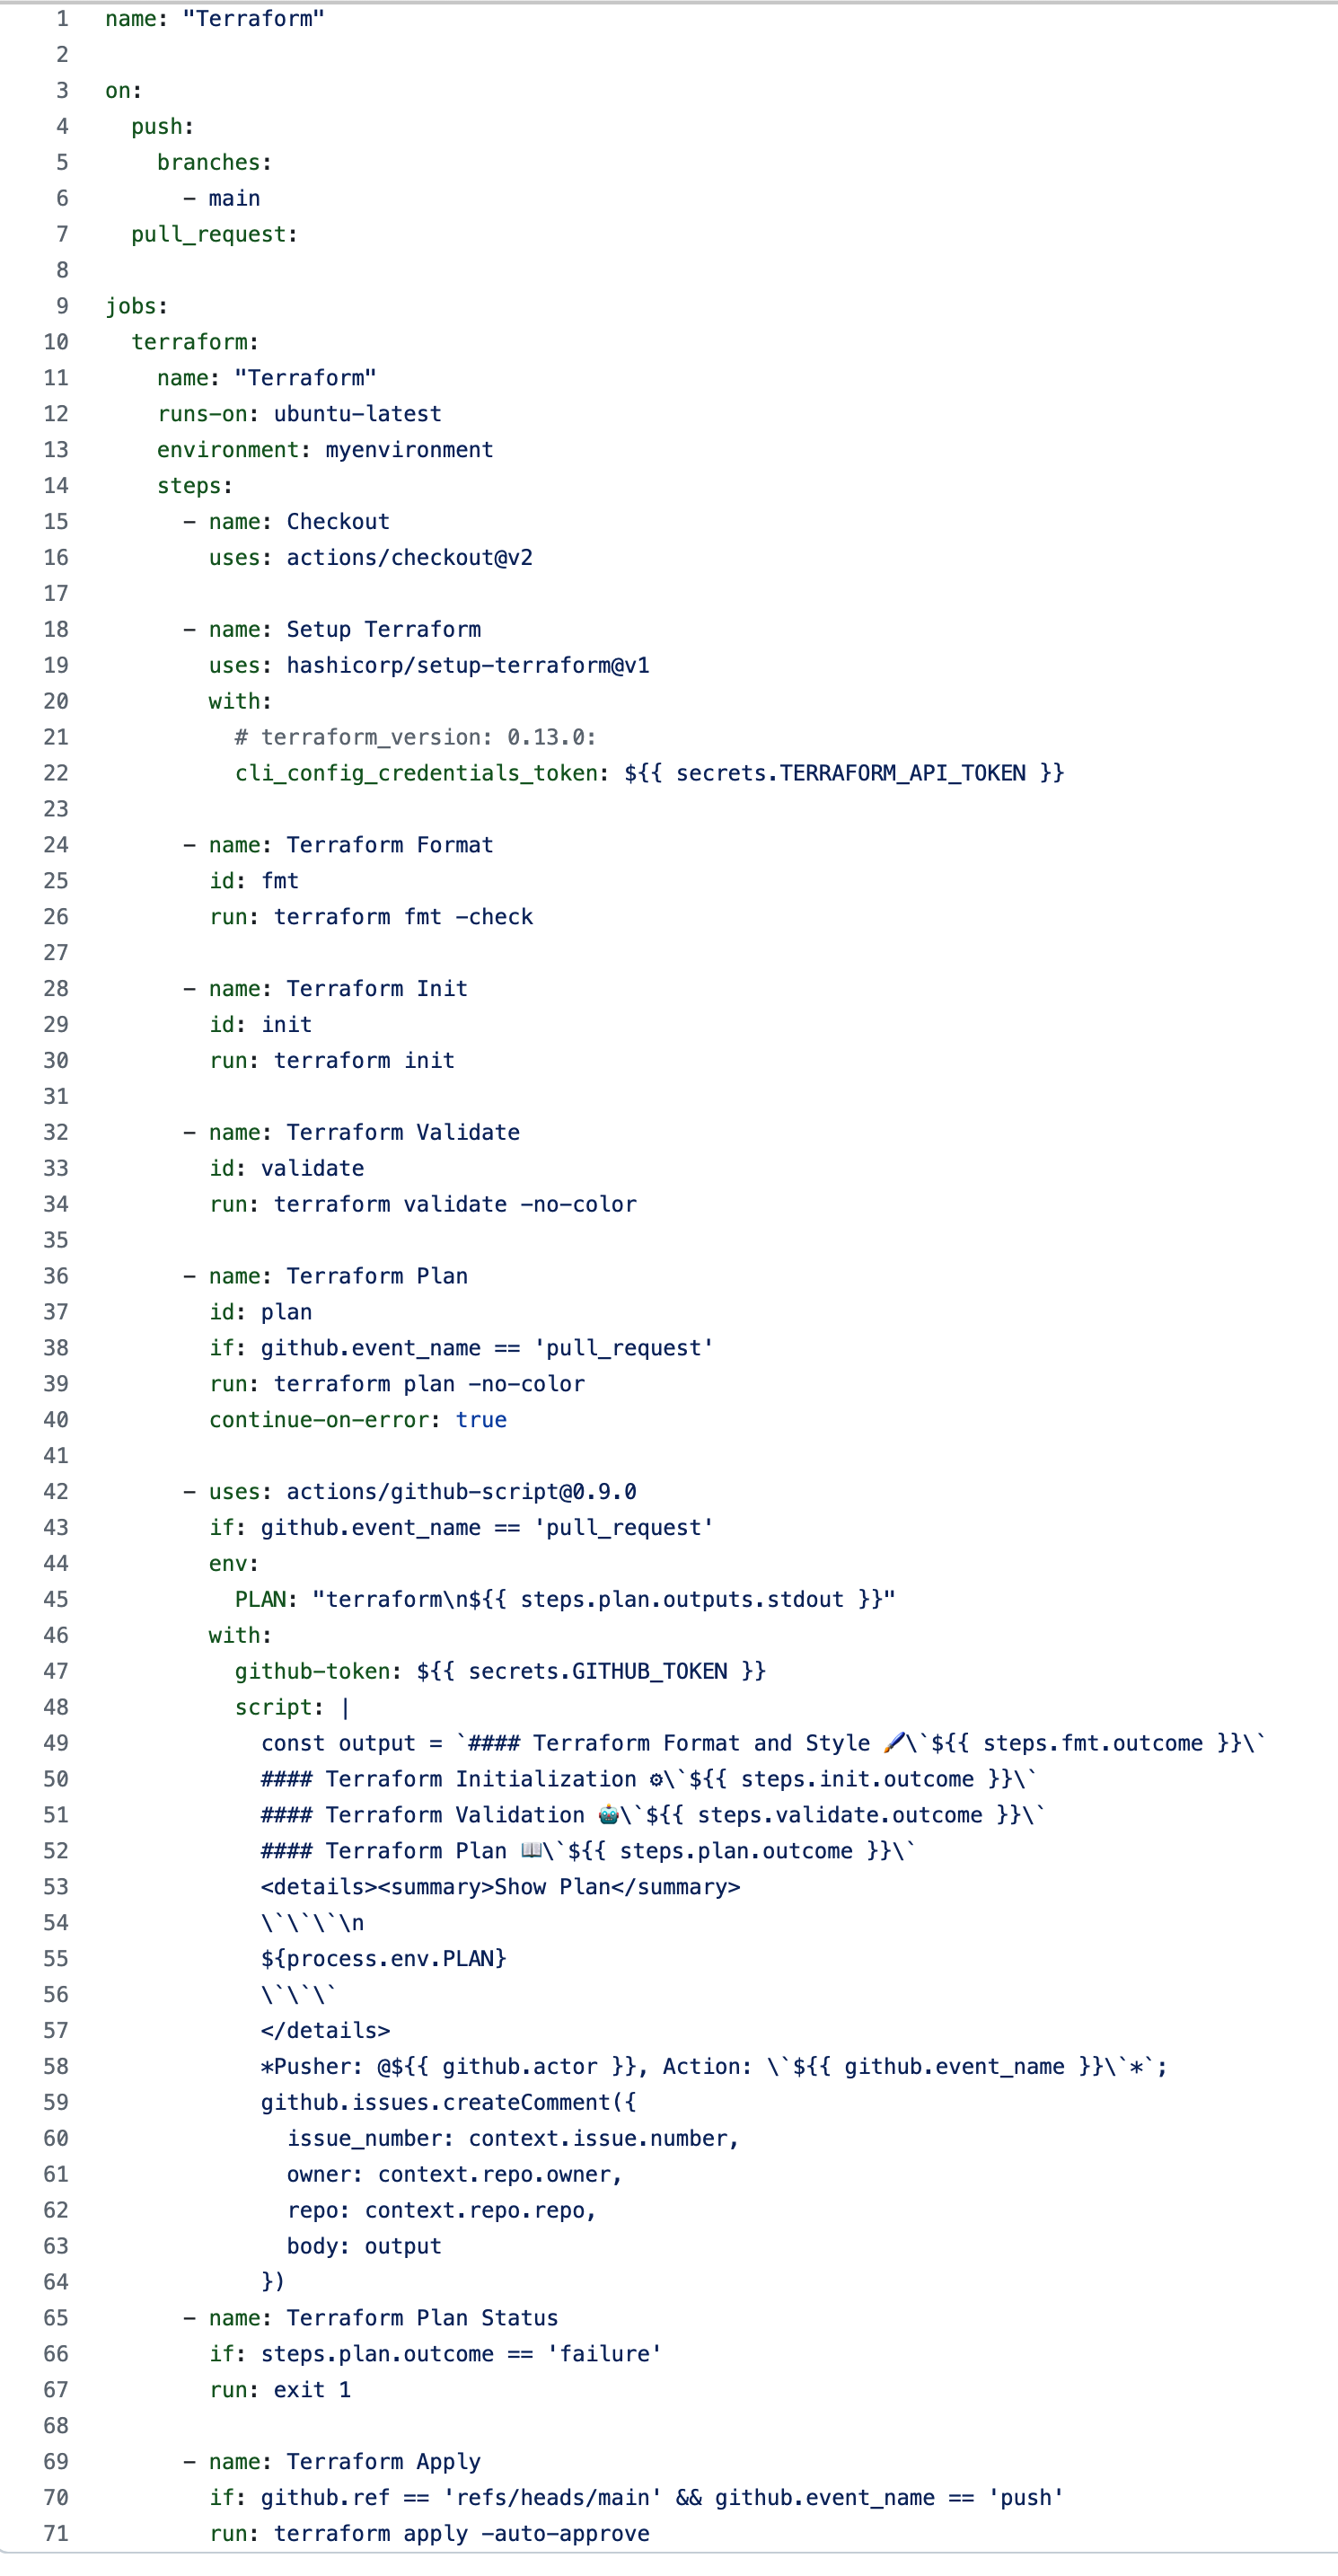 1 name: "Terraform"
2
3 on:
4   push:
5     branches:
6       - main
7   pull_request:
8
9 jobs:
10   terraform:
11     name: "Terraform"
12     runs-on: ubuntu-latest
13     environment: myenvironment
14     steps:
15       - name: Checkout
16         uses: actions/checkout@v2
17
18       - name: Setup Terraform
19         uses: hashicorp/setup-terraform@v1
20         with:
21           # terraform_version: 0.13.0:
22           cli_config_credentials_token: ${{ secrets.TERRAFORM_API_TOKEN }}
23
24       - name: Terraform Format
25         id: fmt
26         run: terraform fmt -check
27
28       - name: Terraform Init
29         id: init
30         run: terraform init
31
32       - name: Terraform Validate
33         id: validate
34         run: terraform validate -no-color
35
36       - name: Terraform Plan
37         id: plan
38         if: github.event_name == 'pull_request'
39         run: terraform plan -no-color
40         continue-on-error: true
41
42       - uses: actions/github-script@0.9.0
43         if: github.event_name == 'pull_request'
44         env:
45           PLAN: "terraform\n${{ steps.plan.outputs.stdout }}"
46         with:
47           github-token: ${{ secrets.GITHUB_TOKEN }}
48           script: |
49             const output = `#### Terraform Format and Style 🖌\`${{ steps.fmt.outcome }}\`
50             #### Terraform Initialization ⚙️\`${{ steps.init.outcome }}\`
51             #### Terraform Validation 🤖\`${{ steps.validate.outcome }}\`
52             #### Terraform Plan 📖\`${{ steps.plan.outcome }}\`
53             <details><summary>Show Plan</summary>
54             \`\`\`\n
55             ${process.env.PLAN}
56             \`\`\`
57             </details>
58             *Pusher: @${{ github.actor }}, Action: \`${{ github.event_name }}\`*`;
59             github.issues.createComment({
60               issue_number: context.issue.number,
61               owner: context.repo.owner,
62               repo: context.repo.repo,
63               body: output
64             })
65       - name: Terraform Plan Status
66         if: steps.plan.outcome == 'failure'
67         run: exit 1
68
69       - name: Terraform Apply
70         if: github.ref == 'refs/heads/main' && github.event_name == 'push'
71         run: terraform apply -auto-approve